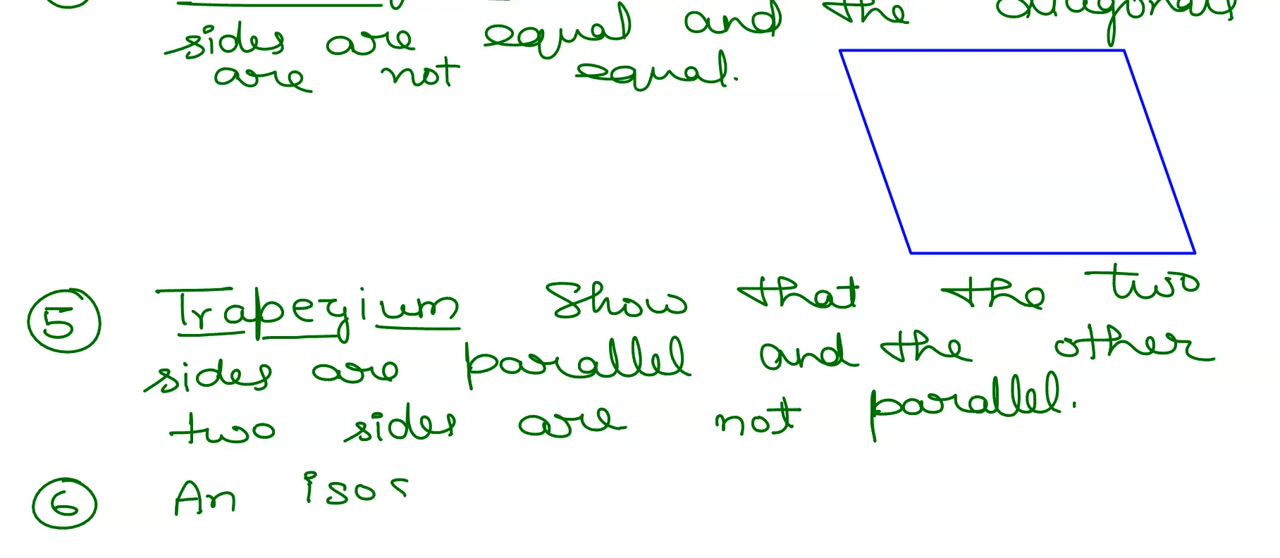 the diagonals
sides are equal and
are not equal.
5 Trapezium Show that the two
sides are parallel and the other
two sides are not parallel.
6 An isos